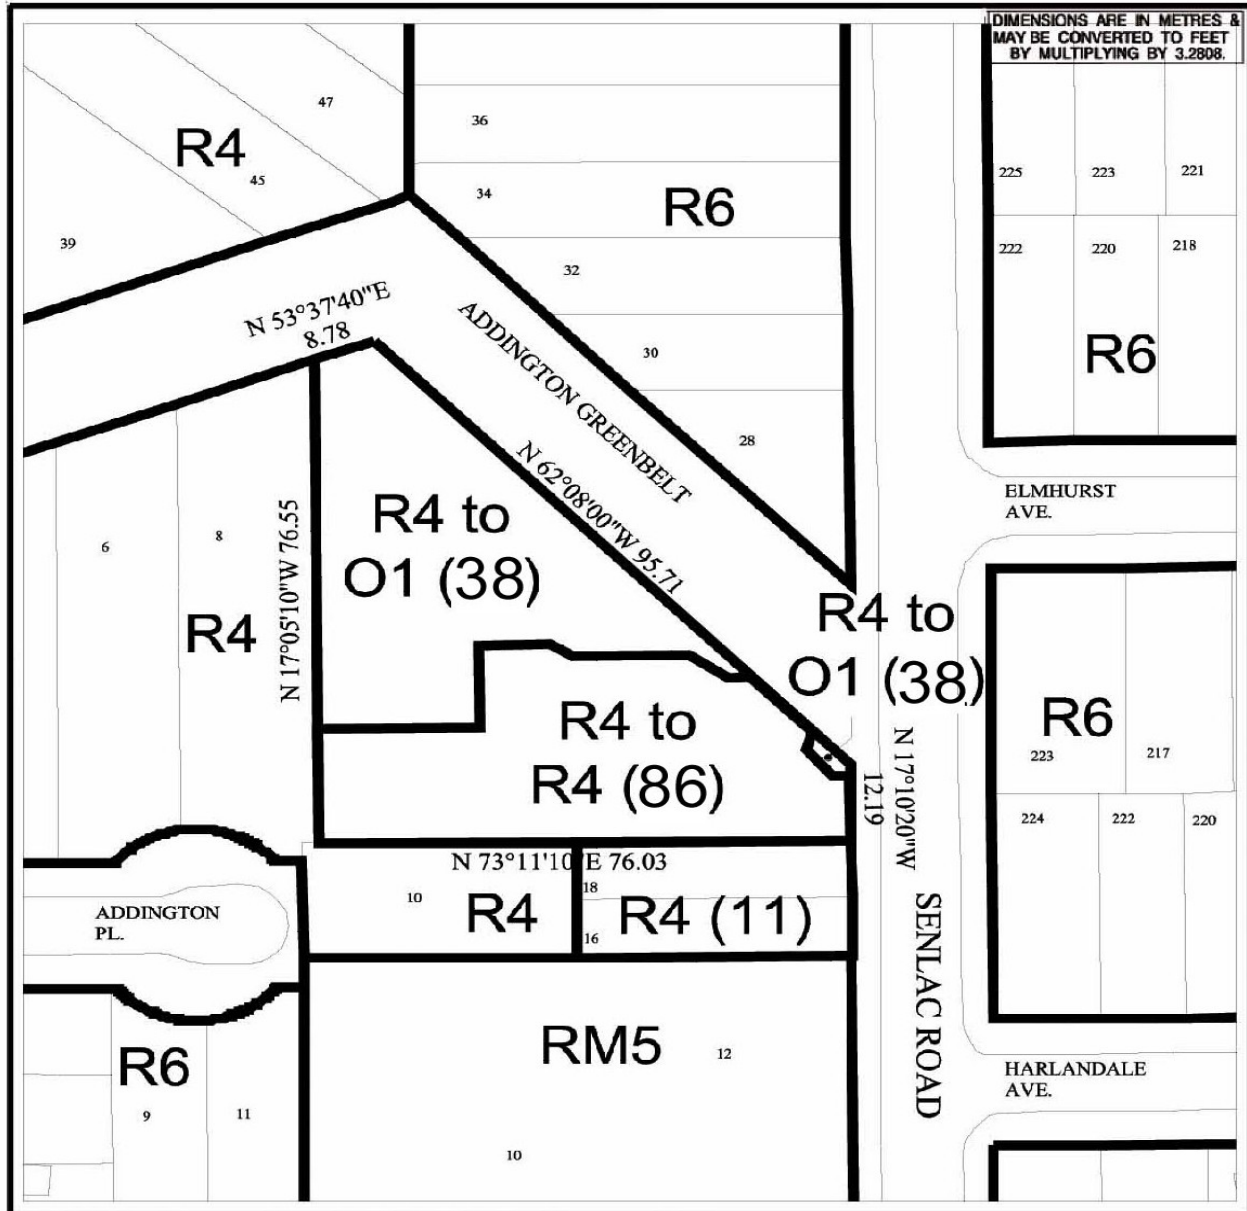 DIMENSIONS ARE IN METRES &
MAY BE CONVERTED TO FEET
BY MULTIPLYING BY 3.2808.
47
36
R4
45
34
R6
39
32
225
223
221
222
220
218
N 53°37'40"E
8.78
ADDINGTON GREENBELT
30
28
R6
N 62°08'00"W 95.71
ELMHURST
AVE.
6
8
R4
N 17°05'10"W 76.55
R4 to
O1 (38)
R4 to
O1 (38)
R4 to
R4 (86)
N 17°10'20"W
12.19
R6
223
217
224
222
220
N 73°11'10"E 76.03
10
R4
18
16
R4 (11)
ADDINGTON
PL.
SENLAC ROAD
RM5
12
10
R6
9
11
HARLANDALE
AVE.